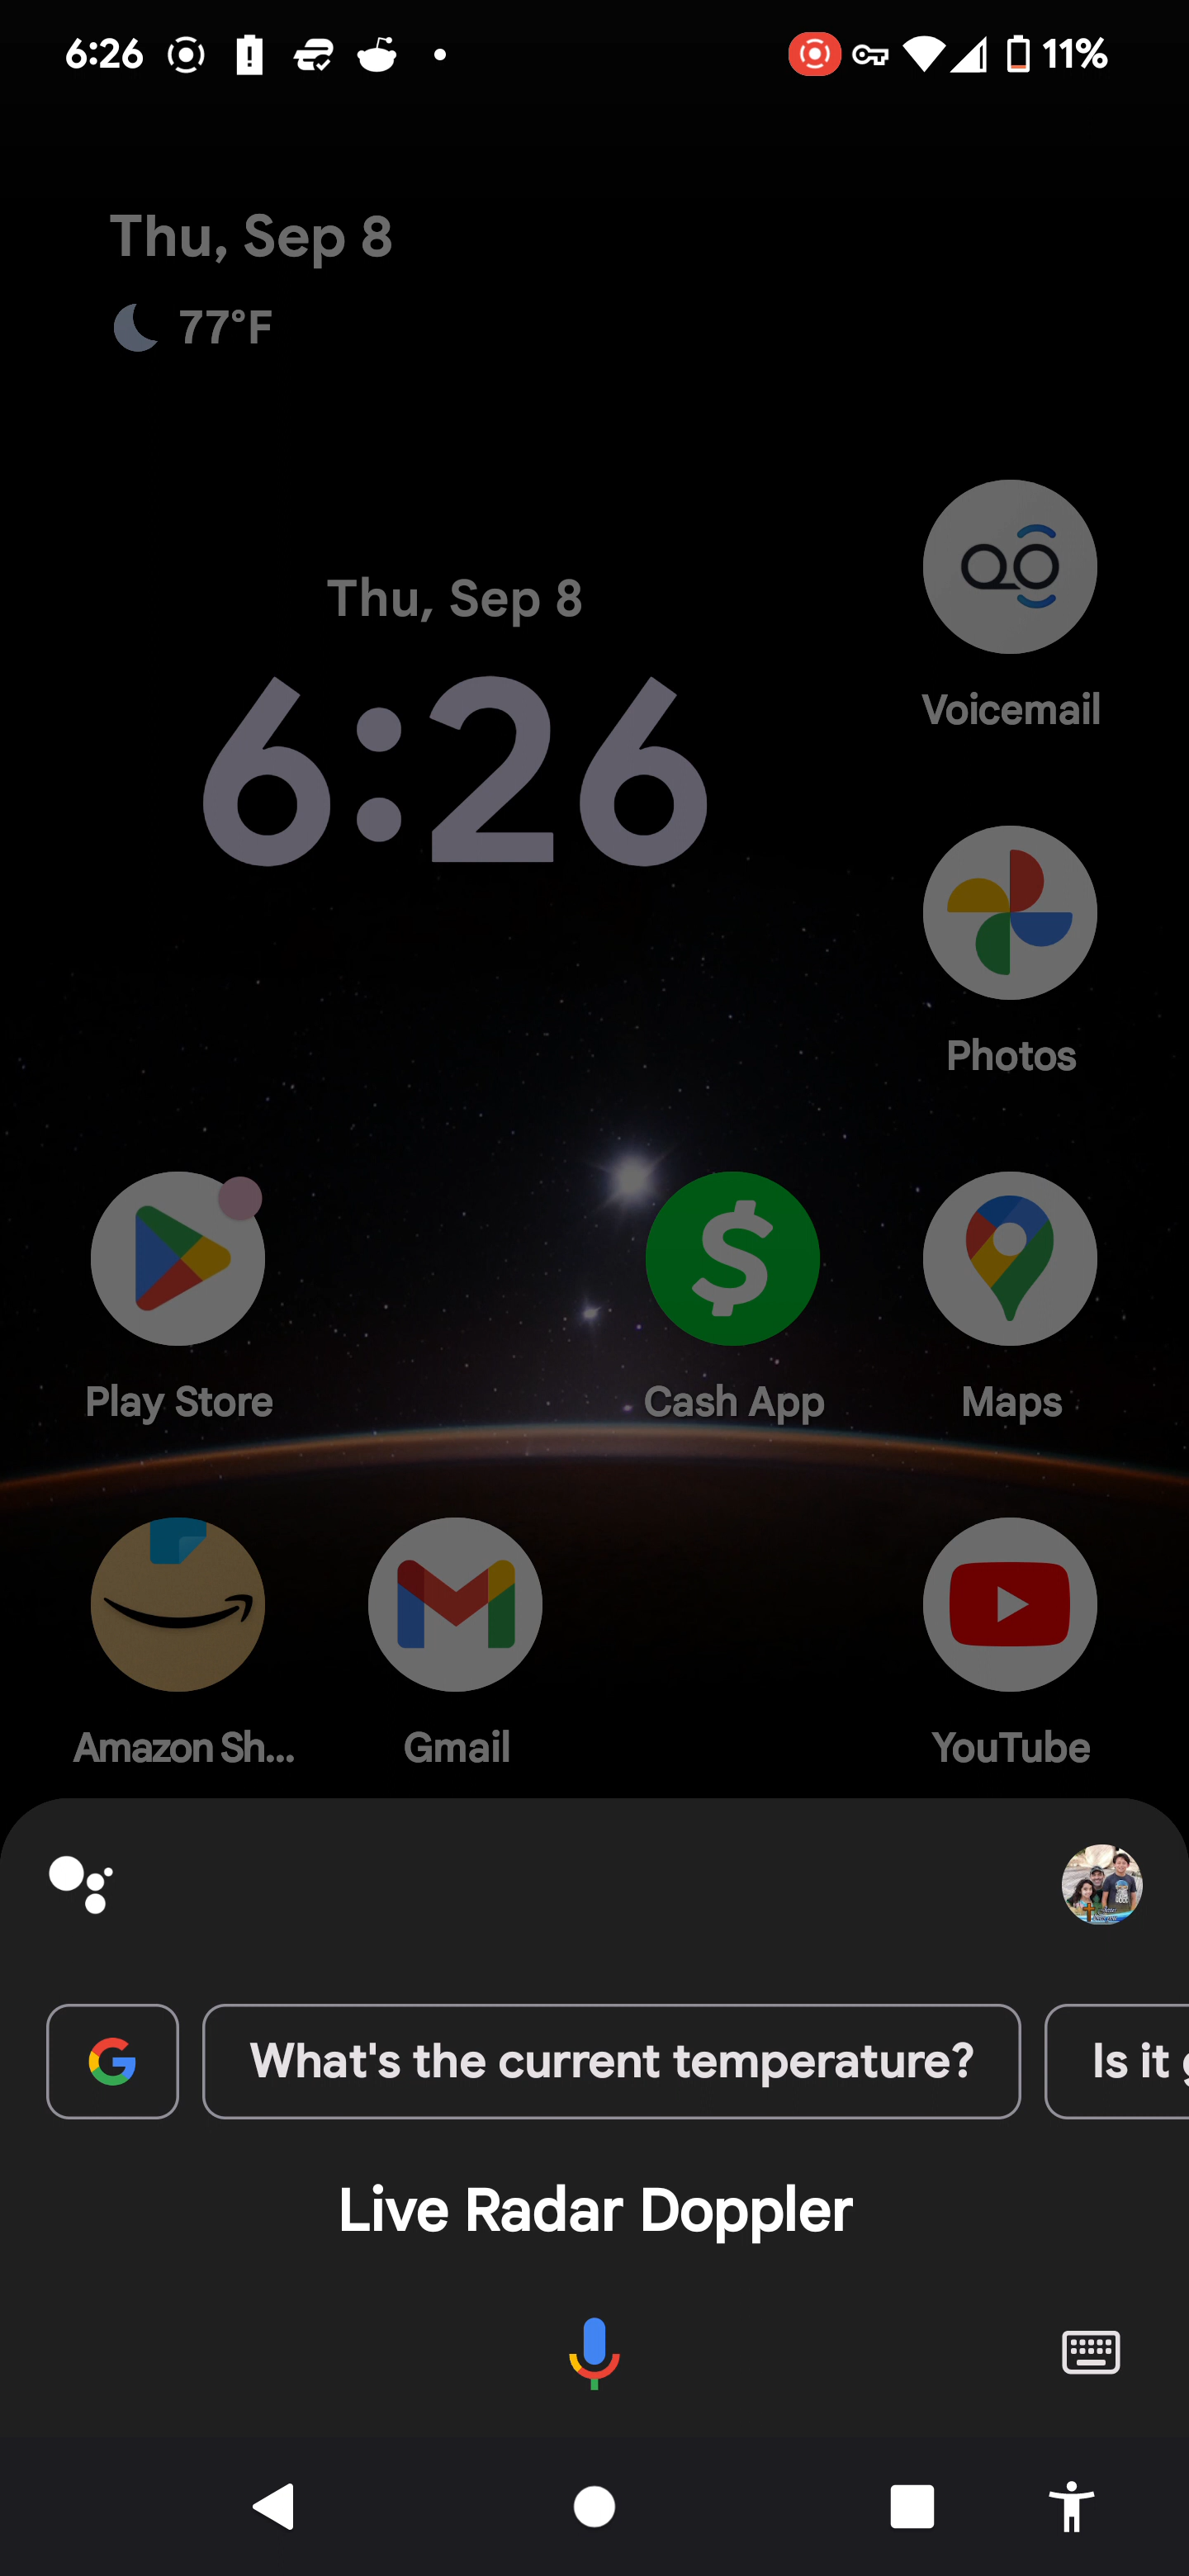 6:26
11%
Thu, Sep 8
77°F
Thu, Sep 8
6:26
Voicemail
Photos
Play Store
Cash App
Maps
Amazon Sh...
Gmail
YouTube
What's the current temperature?
Is it
Live Radar Doppler